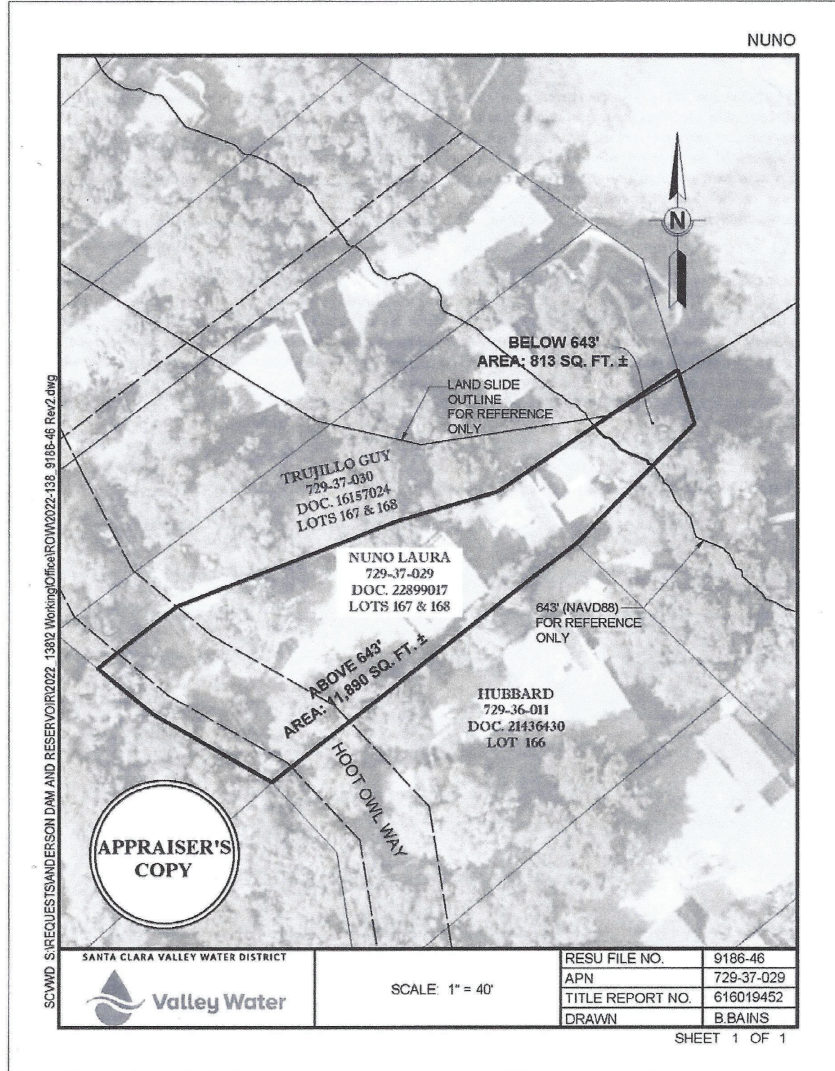 NUNO
BELOW 643'
AREA: 813 SQ. FT. ±
LAND SLIDE
OUTLINE
FOR REFERENCE
ONLY
TRUJILLO GUY
729-37-030
DOC. 16157024
LOTS 167 & 168
NUNO LAURA
729-37-029
DOC. 22899017
LOTS 167 & 168
643' (NAVD88)
FOR REFERENCE
ONLY
ABOVE 643'
AREA: 11,890 SQ. FT. ±
HUBBARD
729-36-011
DOC. 21436430
LOT 166
HOOT OWL WAY
N
APPRAISER'S
COPY
SCVWD S:\REQUESTS\ANDERSON DAM AND RESERVOIR\2022_138\2 Working\Office\ROW\2022-138_9186-46 Rev2.dwg
SANTA CLARA VALLEY WATER DISTRICT
Valley Water
SCALE: 1" = 40'
RESU FILE NO. 9186-46
APN 729-37-029
TITLE REPORT NO. 616019452
DRAWN B.BAINS
SHEET 1 OF 1